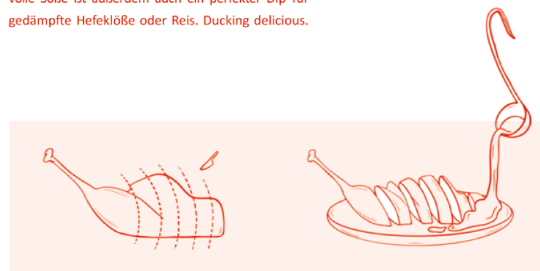 volle Soße ist außerdem auch ein perfekter Dip für
gedämpfte Hefeklöße oder Reis. Ducking delicious.